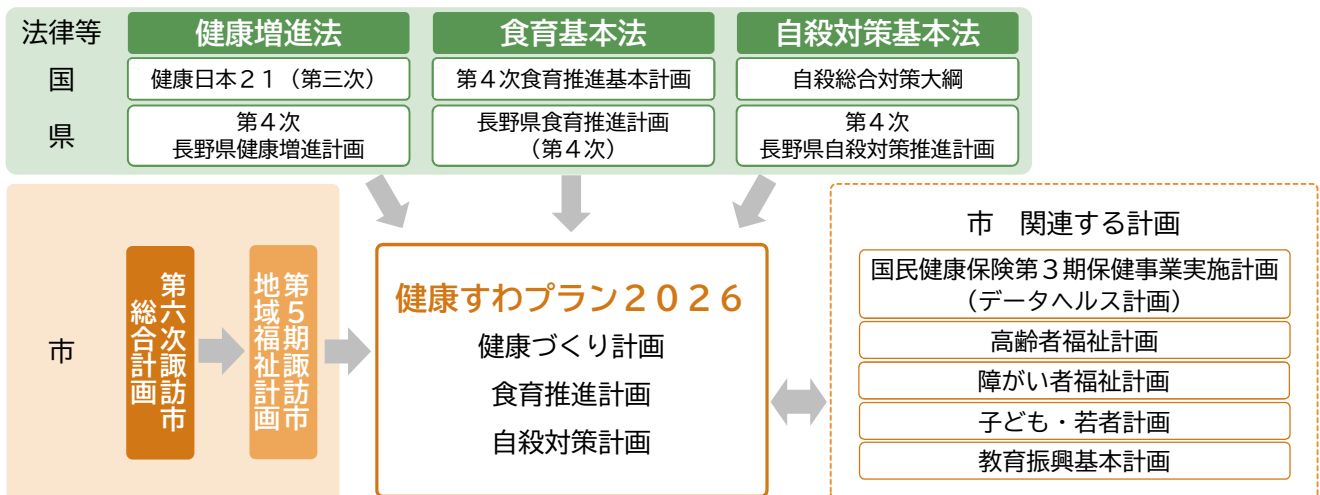 法律等
健康増進法
食育基本法
自殺対策基本法
国
健康日本２１（第三次）
第４次食育推進基本計画
自殺総合対策大綱
県
第４次
長野県健康増進計画
長野県食育推進計画
（第４次）
第４次
長野県自殺対策推進計画
市
第六次諏訪市
総合計画
第５期諏訪市
地域福祉計画
健康すわプラン２０２６
健康づくり計画
食育推進計画
自殺対策計画
市　関連する計画
国民健康保険第３期保健事業実施計画
（データヘルス計画）
高齢者福祉計画
障がい者福祉計画
子ども・若者計画
教育振興基本計画